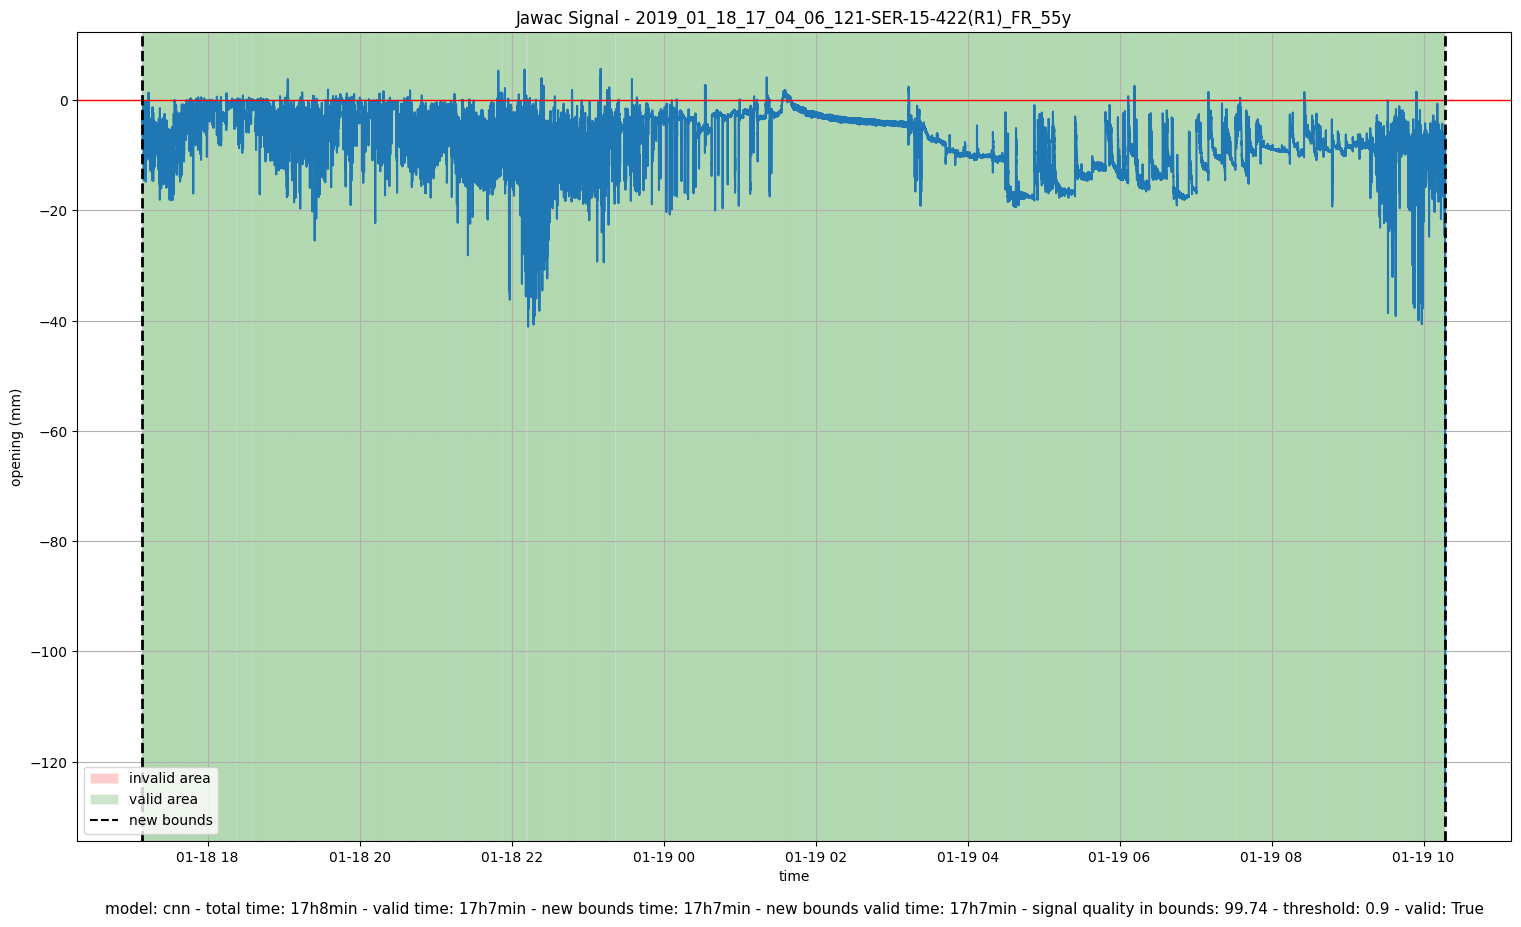 Jawac Signal - 2019_01_18_17_04_06_121-SER-15-422(R1)_FR_55y
opening (mm)
0
−20
−40
−60
−80
−100
−120
invalid area
valid area
new bounds
01-18 18
01-18 20
01-18 22
01-19 00
01-19 02
01-19 04
01-19 06
01-19 08
01-19 10
time
model: cnn - total time: 17h8min - valid time: 17h7min - new bounds time: 17h7min - new bounds valid time: 17h7min - signal quality in bounds: 99.74 - threshold: 0.9 - valid: True